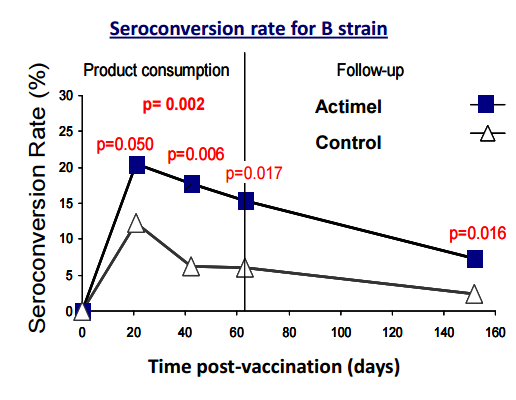 Seroconversion rate for B strain
Product consumption
Follow-up
p= 0.002
Actimel
Control
p=0.050
p=0.006
p=0.017
p=0.016
Seroconversion Rate (%)
30
25
20
15
10
5
0
0 20 40 60 80 100 120 140 160
Time post-vaccination (days)